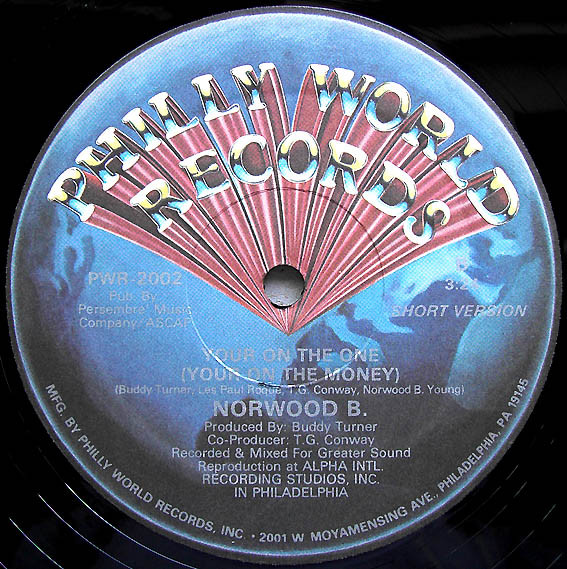 PHILLY WORLD
RECORDS
PWR-2002
Pub. By
Persembre' Music
Company/ASCAP
SHORT VERSION
YOUR ON THE ONE
(YOUR ON THE MONEY)
(Buddy Turner, Les Paul Roque, T.G. Conway, Norwood B. Young)
NORWOOD B.
Produced By: Buddy Turner
Co-Producer: T.G. Conway
Recorded & Mixed For Greater Sound
Reproduction at ALPHA INTL.
RECORDING STUDIOS, INC.
IN PHILADELPHIA
MFG. BY PHILLY WORLD RECORDS, INC • 2001 W MOYAMENSING AVE., PHILADELPHIA, PA 19145